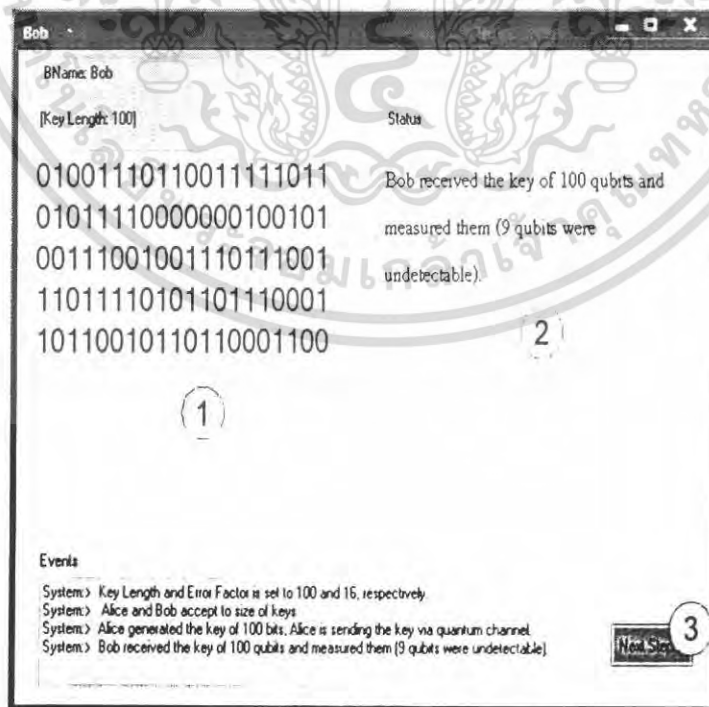 Bob
BName: Bob
[Key Length: 100]
Status
01001110110011111011
01011110000000100101
00111001001110111001
11011111010110111​0001
10110010110110001100
Bob received the key of 100 qubits and
measured them (9 qubits were
undetectable).
1
2
Events
System:> Key Length and Error Factor is set to 100 and 16, respectively.
System:> Alice and Bob accept to size of keys
System:> Alice generated the key of 100 bits, Alice is sending the key via quantum channel.
System:> Bob received the key of 100 qubits and measured them (9 qubits were undetectable)
Next Step
3